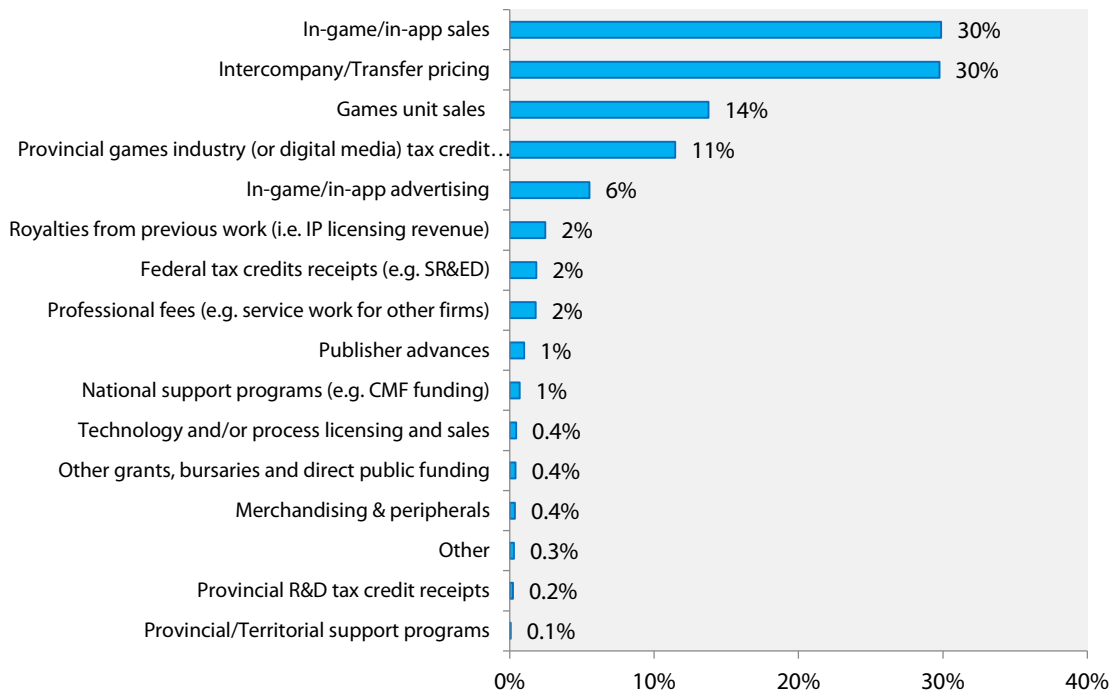 In-game/in-app sales 30%
Intercompany/Transfer pricing 30%
Games unit sales 14%
Provincial games industry (or digital media) tax credit… 11%
In-game/in-app advertising 6%
Royalties from previous work (i.e. IP licensing revenue) 2%
Federal tax credits receipts (e.g. SR&ED) 2%
Professional fees (e.g. service work for other firms) 2%
Publisher advances 1%
National support programs (e.g. CMF funding) 1%
Technology and/or process licensing and sales 0.4%
Other grants, bursaries and direct public funding 0.4%
Merchandising & peripherals 0.4%
Other 0.3%
Provincial R&D tax credit receipts 0.2%
Provincial/Territorial support programs 0.1%
0% 10% 20% 30% 40%